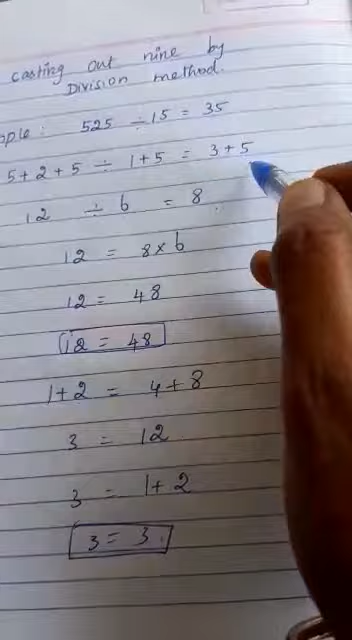 casting out nine by
Division method.
ple: 525 ÷ 15 = 35
5 + 2 + 5 ÷ 1 + 5 = 3 + 5
12 ÷ 6 = 8
12 = 8 × 6
12 = 48
12 = 48
1 + 2 = 4 + 8
3 = 12
3 = 1 + 2
3 = 3.